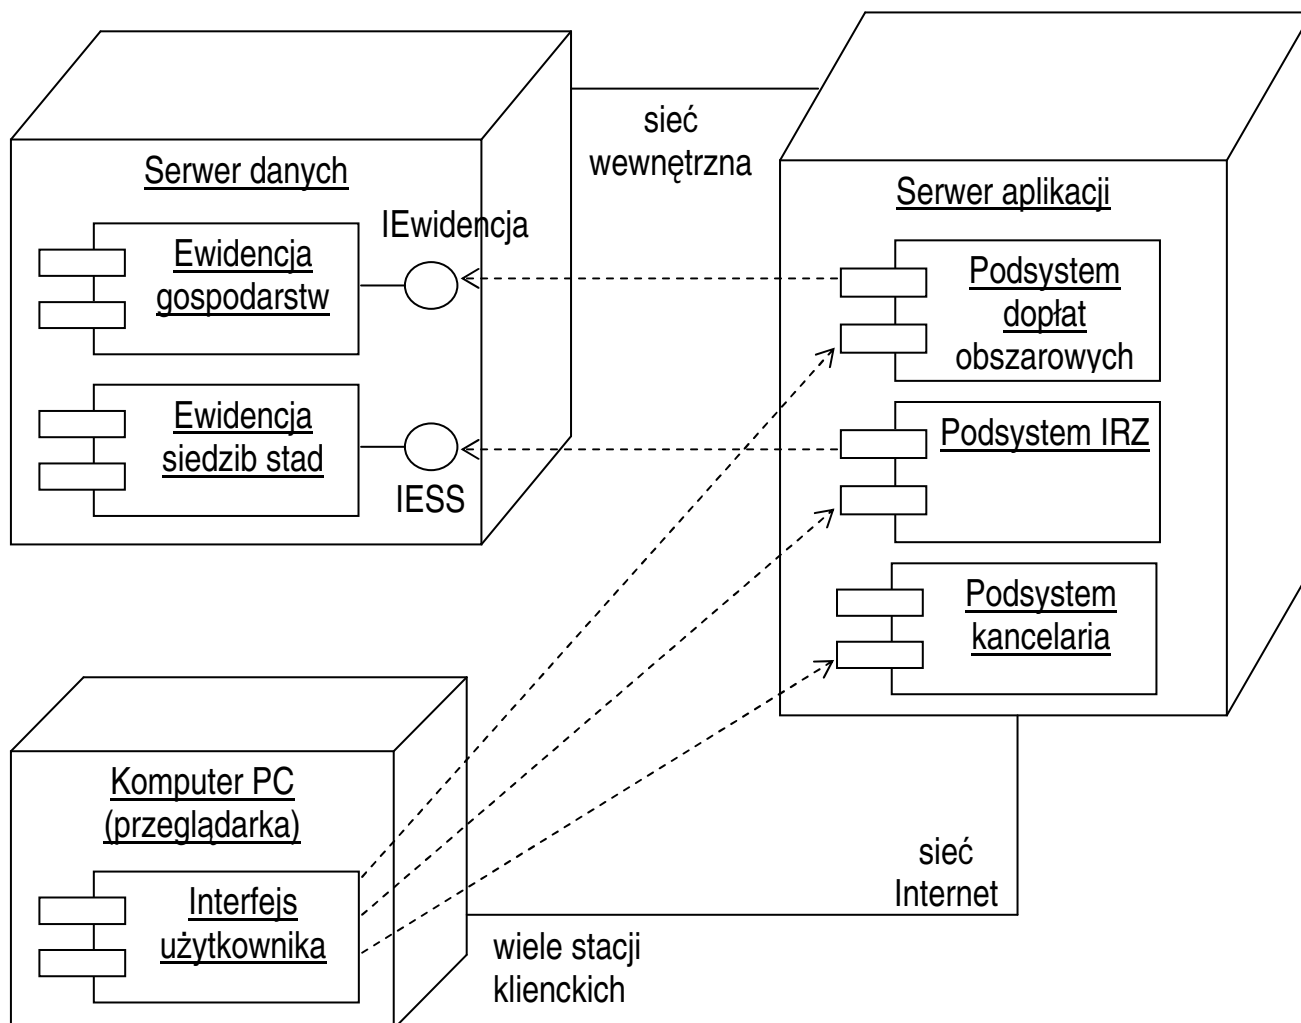 sieć
wewnętrzna
Serwer danych
IEwidencja
Ewidencja
gospodarstw
Ewidencja
siedzib stad
IESS
Serwer aplikacji
Podsystem
dopłat
obszarowych
Podsystem IRZ
Podsystem
kancelaria
Komputer PC
(przeglądarka)
Interfejs
użytkownika
sieć
Internet
wiele stacji
klienckich